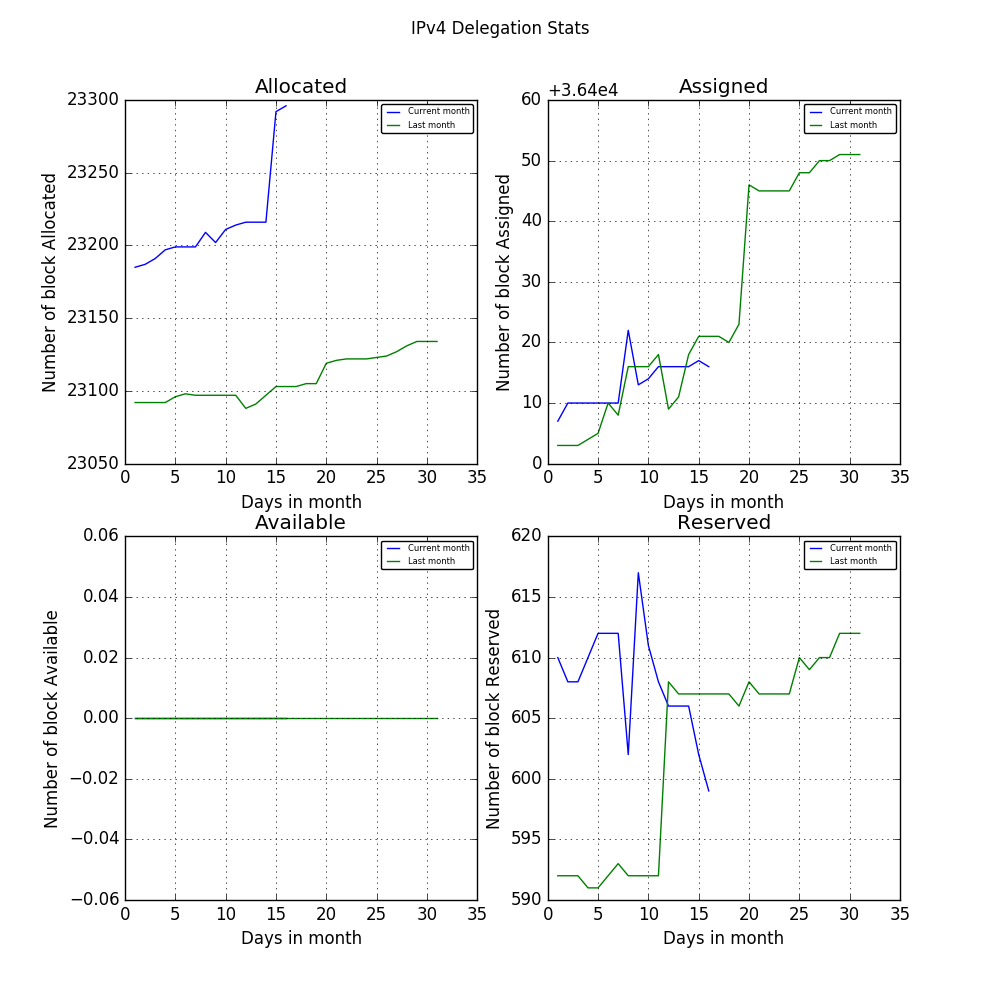 IPv4 Delegation Stats
Allocated
23300
23250
23200
23150
23100
23050
Number of block Allocated
0 5 10 15 20 25 30 35
Days in month
Current month
Last month
Assigned
+3.64e4
60
50
40
30
20
10
0
Number of block Assigned
0 5 10 15 20 25 30 35
Days in month
Current month
Last month
Available
0.06
0.04
0.02
0.00
−0.02
−0.04
−0.06
Number of block Available
0 5 10 15 20 25 30 35
Days in month
Current month
Last month
Reserved
620
615
610
605
600
595
590
Number of block Reserved
0 5 10 15 20 25 30 35
Days in month
Current month
Last month